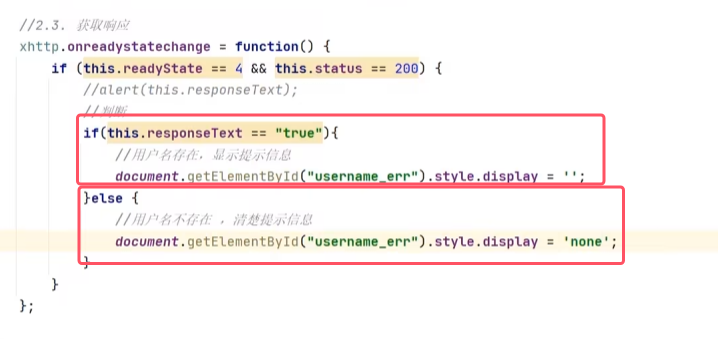 //2.3. 获取响应
xhttp.onreadystatechange = function() {
if (this.readyState == 4 && this.status == 200) {
//alert(this.responseText);
//判断
if(this.responseText == "true"){
//用户名存在，显示提示信息
document.getElementById("username_err").style.display = '';
}else {
//用户名不存在 ，清楚提示信息
document.getElementById("username_err").style.display = 'none';
}
}
};